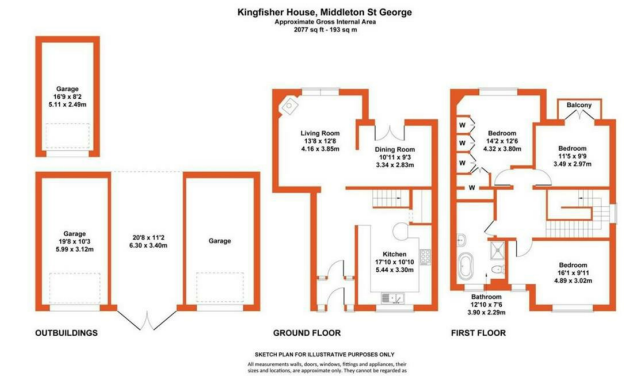 Kingfisher House, Middleton St George
Approximate Gross Internal Area
2077 sq ft - 193 sq m
Garage
16'9 x 8'2
5.11 x 2.49m
Garage
19'8 x 10'3
5.99 x 3.12m
20'8 x 11'2
6.30 x 3.40m
Garage
OUTBUILDINGS
Living Room
13'8 x 12'8
4.16 x 3.85m
Dining Room
10'11 x 9'3
3.34 x 2.83m
Kitchen
17'10 x 10'10
5.44 x 3.30m
GROUND FLOOR
Balcony
W
W
W
W
Bedroom
14'2 x 12'6
4.32 x 3.80m
Bedroom
11'5 x 9'9
3.49 x 2.97m
Bedroom
16'1 x 9'11
4.89 x 3.02m
Bathroom
12'10 x 7'6
3.90 x 2.29m
FIRST FLOOR
SKETCH PLAN FOR ILLUSTRATIVE PURPOSES ONLY
All measurements walls, doors, windows, fittings and appliances, their
sizes and locations, are approximate only. They cannot be regarded as